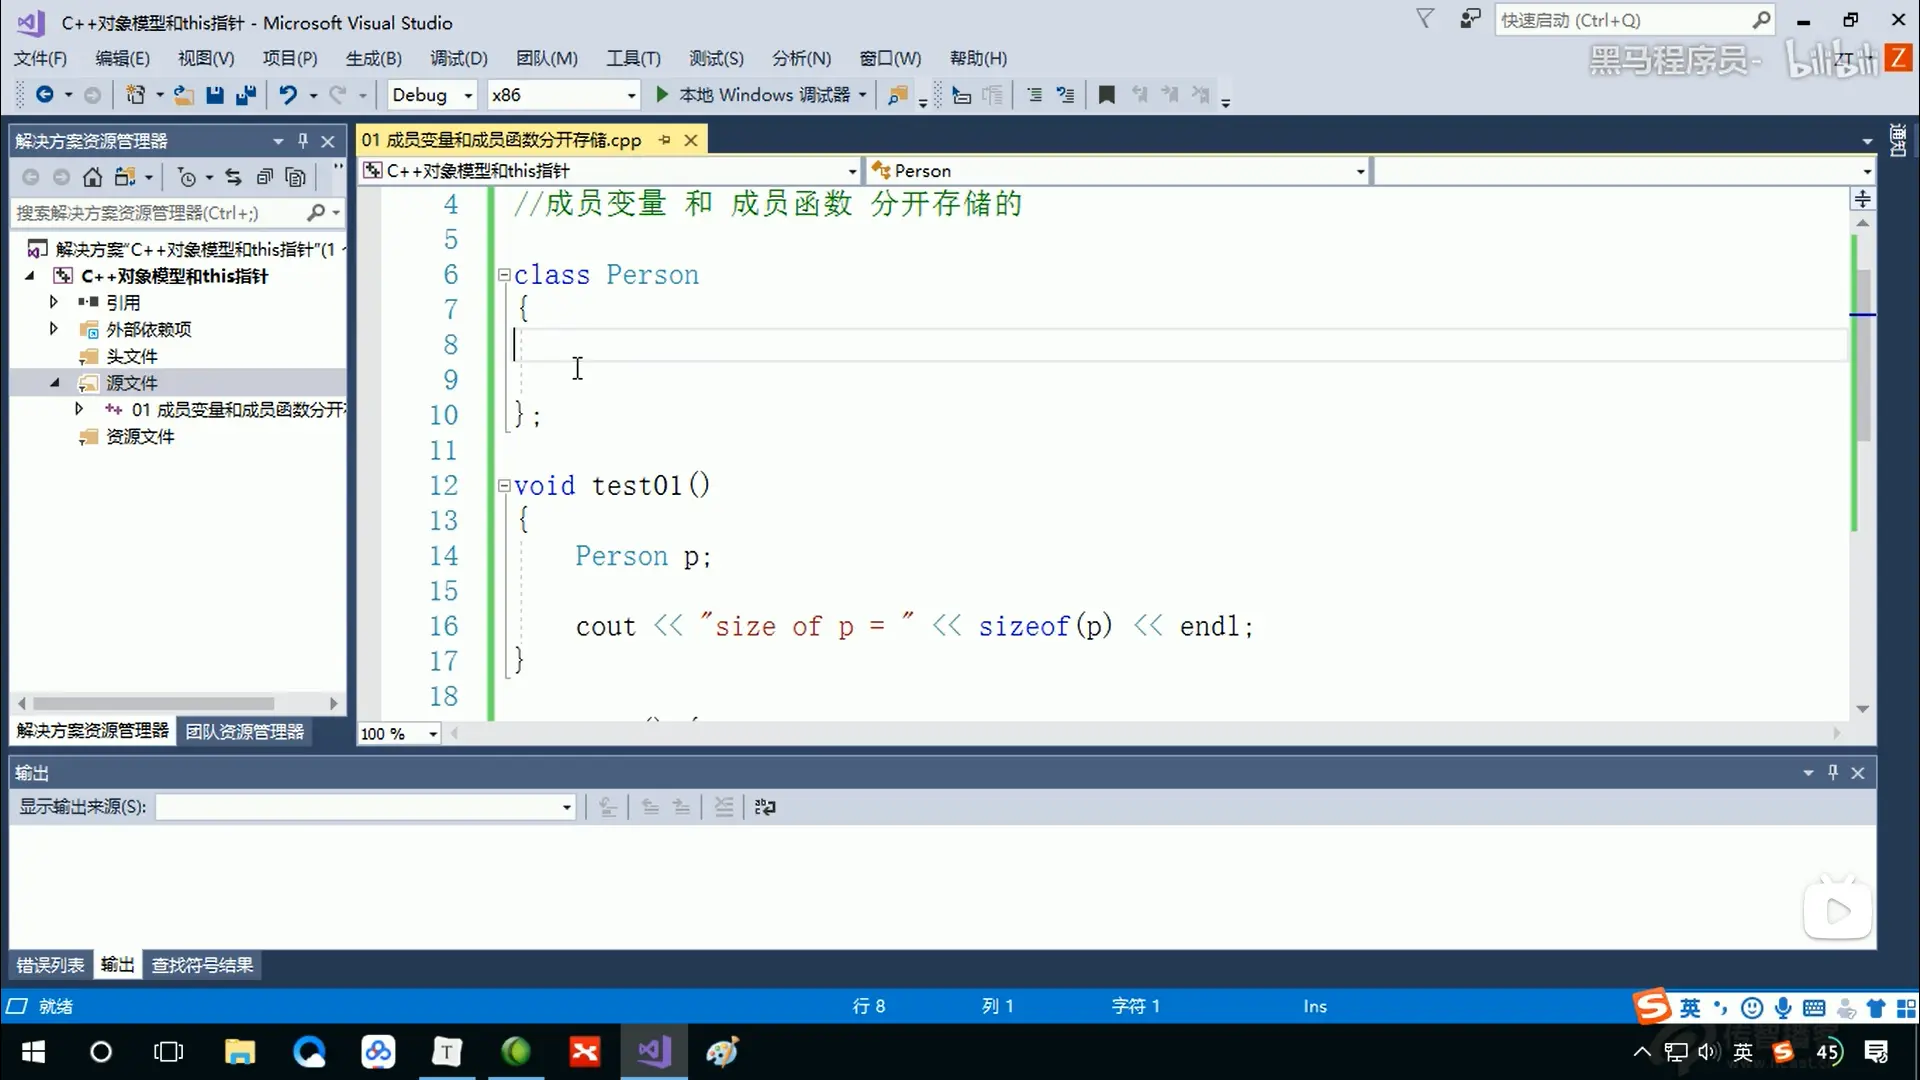 C++对象模型和this指针 - Microsoft Visual Studio
快速启动 (Ctrl+Q)
文件(F) 编辑(E) 视图(V) 项目(P) 生成(B) 调试(D) 团队(M) 工具(T) 测试(S) 分析(N) 窗口(W) 帮助(H)
黑马程序员- bilibili
Z
Debug x86 本地 Windows 调试器
解决方案资源管理器
01 成员变量和成员函数分开存储.cpp
通知
C++对象模型和this指针 Person
搜索解决方案资源管理器(Ctrl+;)
解决方案"C++对象模型和this指针"(1
C++对象模型和this指针
引用
外部依赖项
头文件
源文件
01 成员变量和成员函数分开
资源文件
4 //成员变量 和 成员函数 分开存储的
5
6 class Person
7 {
8
9
10 };
11
12 void test01()
13 {
14 Person p;
15
16 cout << "size of p = " << sizeof(p) << endl;
17 }
18
解决方案资源管理器 团队资源管理器
100 %
输出
显示输出来源(S):
错误列表 输出 查找符号结果
就绪 行 8 列 1 字符 1 Ins
英
T
英 45